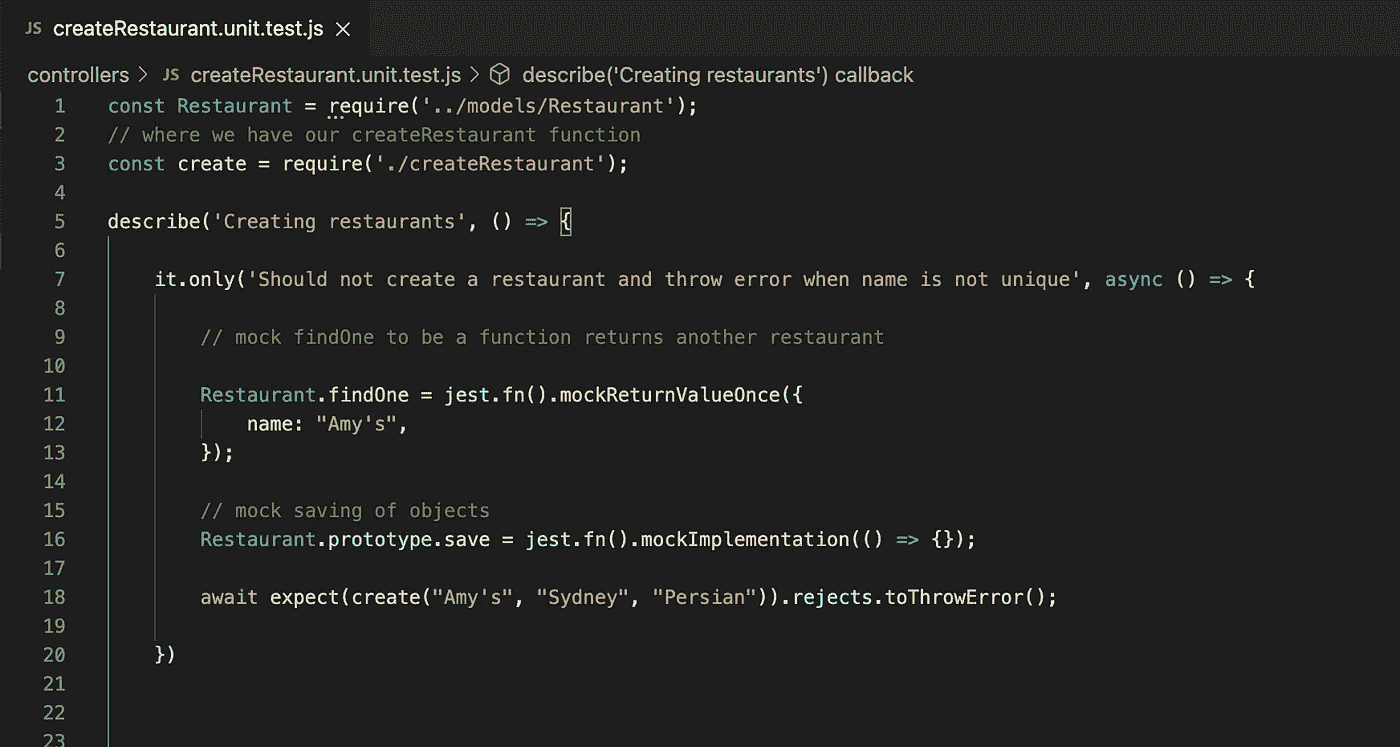 JS createRestaurant.unit.test.js ×
controllers > JS createRestaurant.unit.test.js > describe('Creating restaurants') callback
1 const Restaurant = require('../models/Restaurant');
2 // where we have our createRestaurant function
3 const create = require('./createRestaurant');
4
5 describe('Creating restaurants', () => {
6
7 it.only('Should not create a restaurant and throw error when name is not unique', async () => {
8
9 // mock findOne to be a function returns another restaurant
10
11 Restaurant.findOne = jest.fn().mockReturnValueOnce({
12 name: "Amy's",
13 });
14
15 // mock saving of objects
16 Restaurant.prototype.save = jest.fn().mockImplementation(() => {});
17
18 await expect(create("Amy's", "Sydney", "Persian")).rejects.toThrowError();
19
20 })
21
22
23